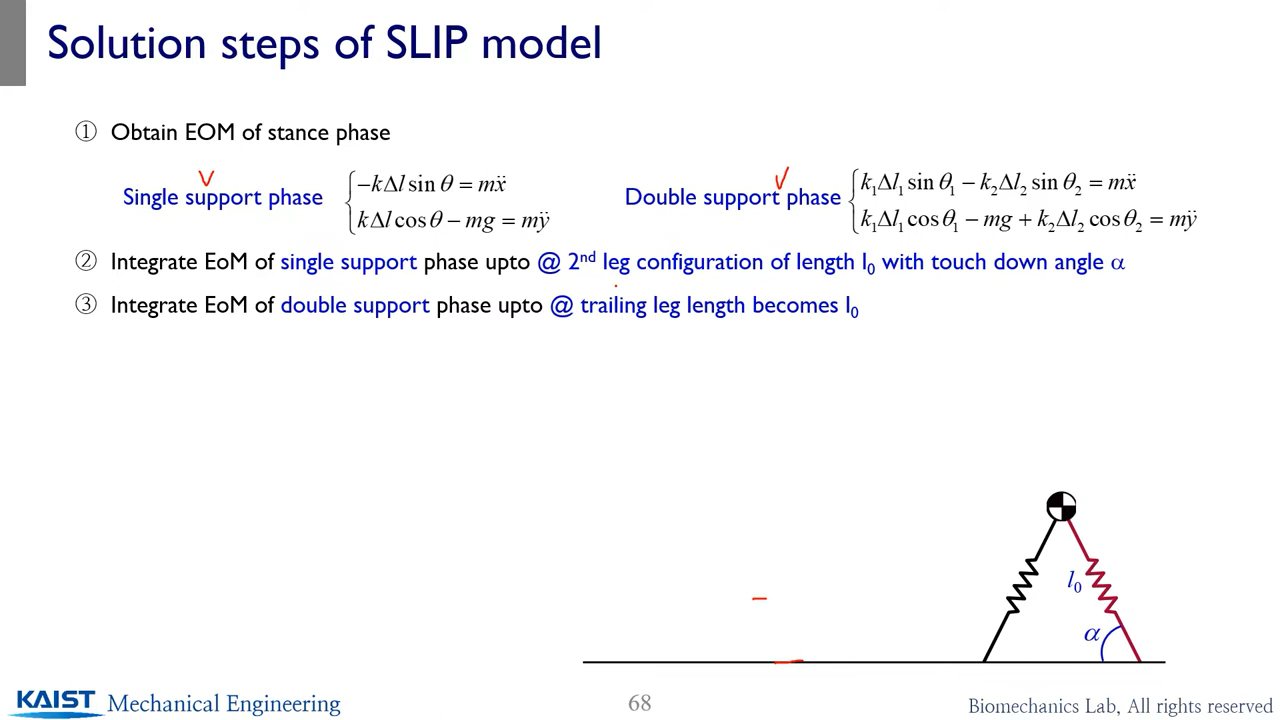 Solution steps of SLIP model
① Obtain EOM of stance phase
Single support phase
−kΔl sin θ = mẍ
kΔl cos θ − mg = mÿ
Double support phase
k₁Δl₁ sin θ₁ − k₂Δl₂ sin θ₂ = mẍ
k₁Δl₁ cos θ₁ − mg + k₂Δl₂ cos θ₂ = mÿ
② Integrate EoM of single support phase upto @ 2nd leg configuration of length l₀ with touch down angle α
③ Integrate EoM of double support phase upto @ trailing leg length becomes l₀
l₀
α
KAIST Mechanical Engineering
68
Biomechanics Lab, All rights reserved